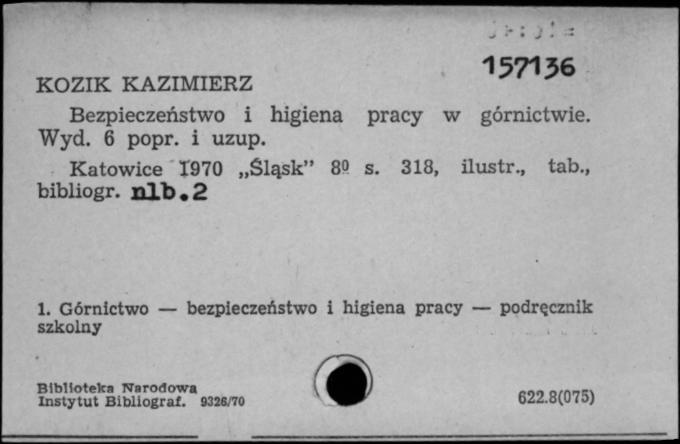 157136
KOZIK KAZIMIERZ
Bezpieczeństwo i higiena pracy w górnictwie.
Wyd. 6 popr. i uzup.
Katowice 1970 „Śląsk” 8º s. 318, ilustr., tab.,
bibliogr. nlb.2
1. Górnictwo — bezpieczeństwo i higiena pracy — podręcznik
szkolny
Biblioteka Narodowa
Instytut Bibliograf. 9326/70
622.8(075)